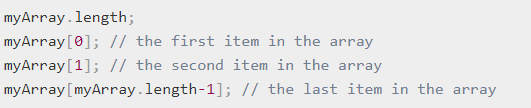 myArray.length;
myArray[0]; // the first item in the array
myArray[1]; // the second item in the array
myArray[myArray.length-1]; // the last item in the array